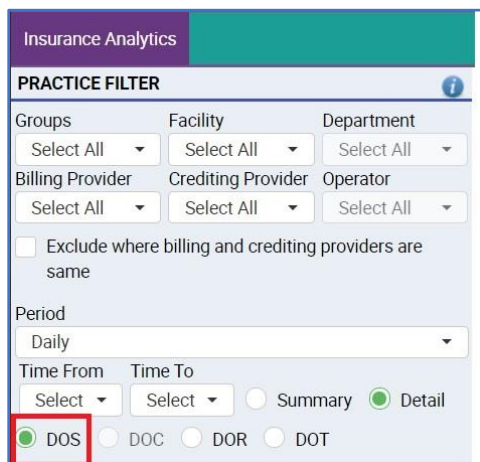 Insurance Analytics
PRACTICE FILTER
Groups Facility Department
Select All Select All Select All
Billing Provider Crediting Provider Operator
Select All Select All Select All
Exclude where billing and crediting providers are
same
Period
Daily
Time From Time To
Select Select Summary Detail
DOS DOC DOR DOT